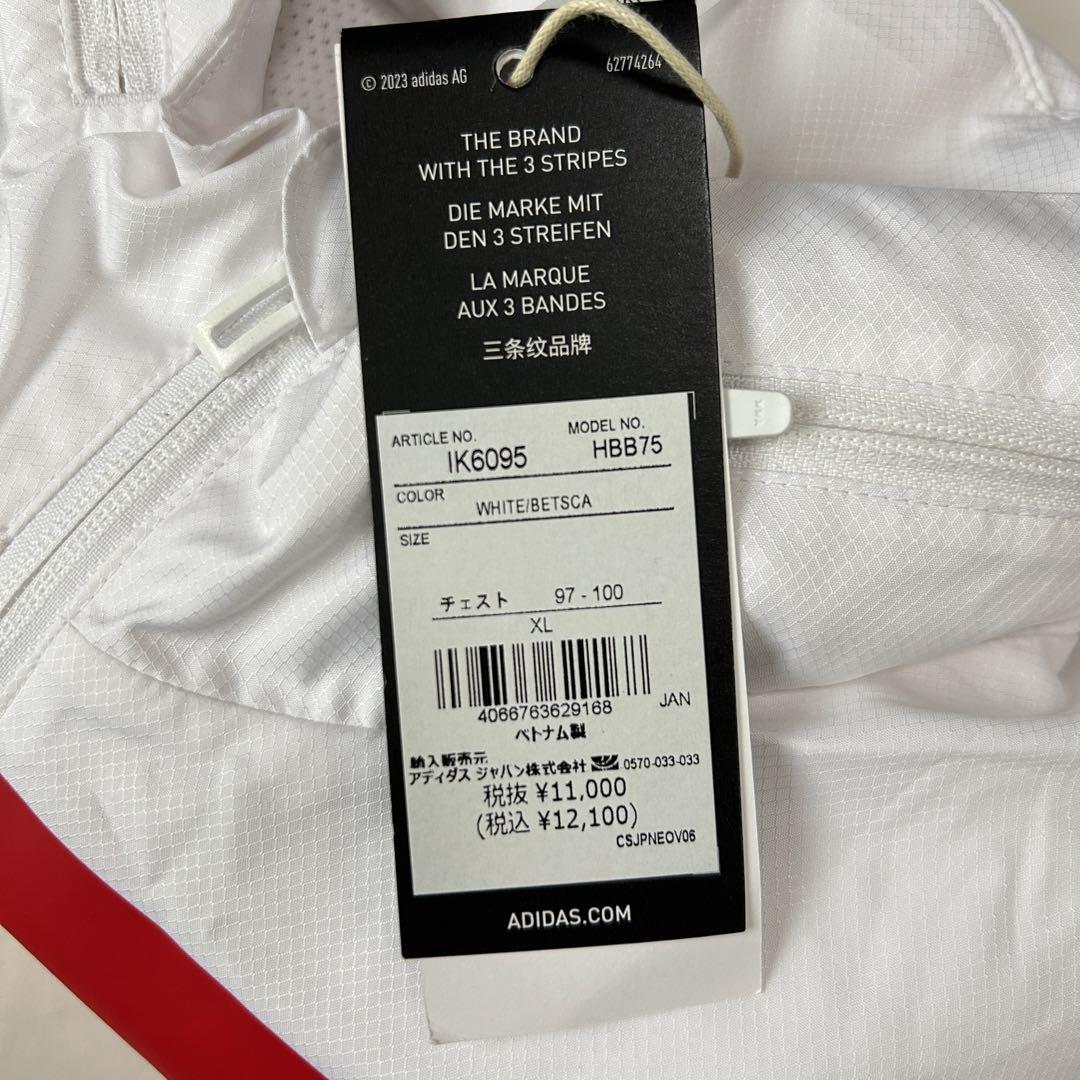 © 2023 adidas AG
62774264
THE BRAND
WITH THE 3 STRIPES
DIE MARKE MIT
DEN 3 STREIFEN
LA MARQUE
AUX 3 BANDES
三条纹品牌
ARTICLE NO. MODEL NO.
IK6095 HBB75
COLOR
WHITE/BETSCA
SIZE
チェスト 97 - 100
XL
4066763629168 JAN
ベトナム製
輸入販売元
アディダス ジャパン株式会社 0570-033-033
税抜 ¥11,000
(税込 ¥12,100)
CSJPNEOV06
ADIDAS.COM